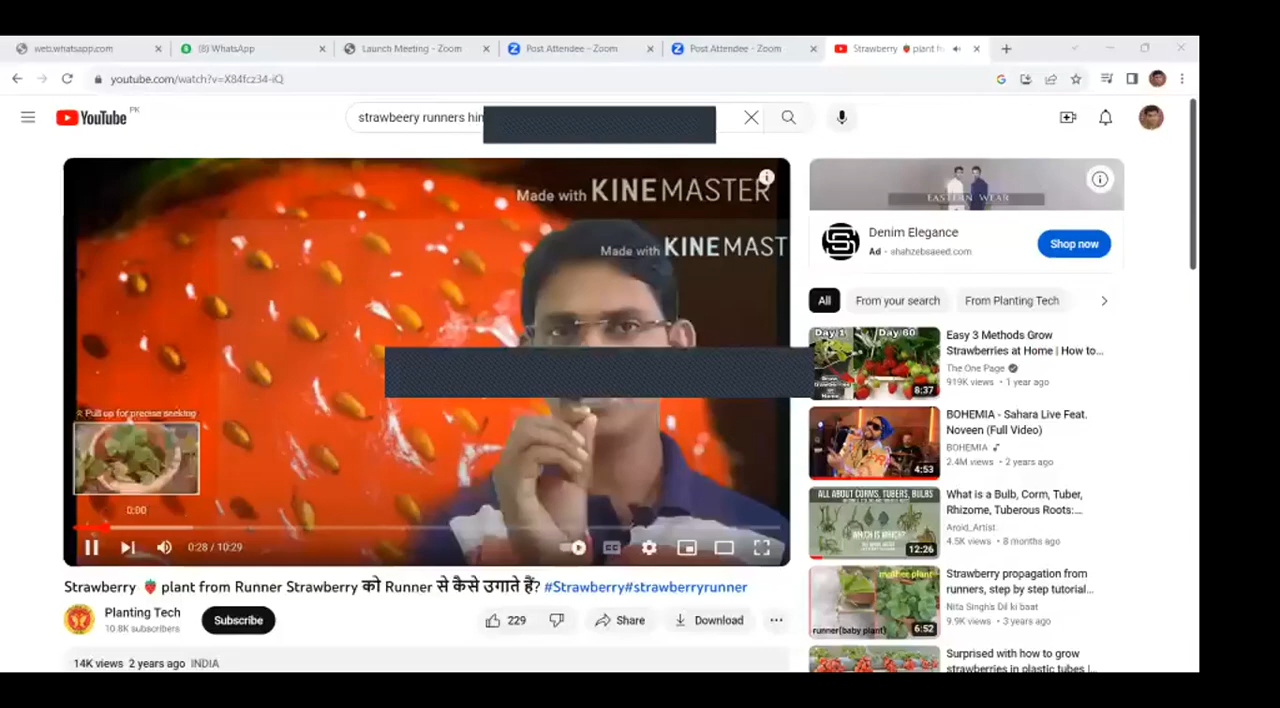 web.whatsapp.com
(8) WhatsApp
Launch Meeting - Zoom
Post Attendee - Zoom
Post Attendee - Zoom
Strawberry 🍓 plant fr
youtube.com/watch?v=X84fcz34-iQ
YouTube PK
strawbeery runners hin
Made with KINEMASTER
Made with KINEMAST
Pull up for precise seeking
0:00
0:28 / 10:29
Strawberry 🍓 plant from Runner Strawberry को Runner से कैसे उगाते हैं? #Strawberry#strawberryrunner
Planting Tech
10.8K subscribers
Subscribe
229
Share
Download
14K views 2 years ago INDIA
EASTERN WEAR
Denim Elegance
Ad · shahzebsaeed.com
Shop now
All
From your search
From Planting Tech
Day 1 Day 60
8:37
Easy 3 Methods Grow
Strawberries at Home | How to...
The One Page
919K views • 1 year ago
4:53
BOHEMIA - Sahara Live Feat.
Noveen (Full Video)
BOHEMIA
2.4M views • 2 years ago
ALL ABOUT CORMS, TUBERS, BULBS
WHICH IS WHICH?
12:26
What is a Bulb, Corm, Tuber,
Rhizome, Tuberous Roots:...
Aroid_Artist
4.5K views • 8 months ago
mother plant
runner(baby plant)
6:52
Strawberry propagation from
runners, step by step tutorial...
Nita Singh's Dil ki baat
9.9K views • 3 years ago
Surprised with how to grow
strawberries in plastic tubes |